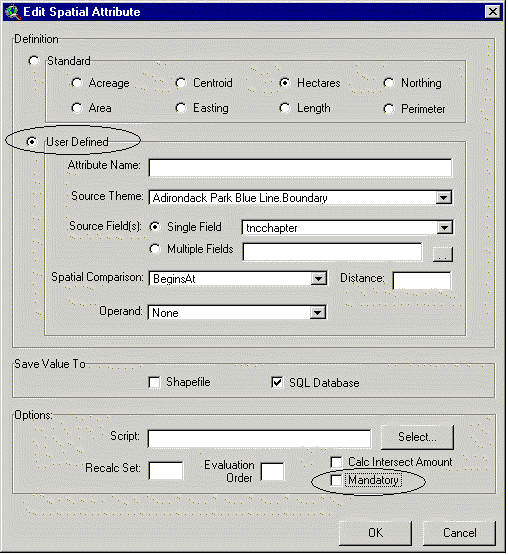 Edit Spatial Attribute
Definition
Standard
Acreage Centroid Hectares Northing
Area Easting Length Perimeter
User Defined
Attribute Name:
Source Theme: Adirondack Park Blue Line.Boundary
Source Field(s): Single Field tncchapter
Multiple Fields ..
Spatial Comparison: BeginsAt Distance:
Operand: None
Save Value To
Shapefile SQL Database
Options:
Script: Select...
Recalc Set: Evaluation Order Calc Intersect Amount
Mandatory
OK Cancel